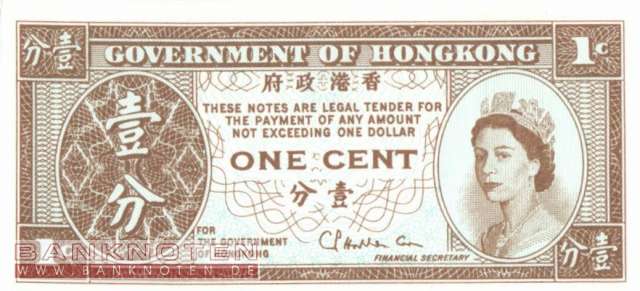 分壹
GOVERNMENT OF HONGKONG
1¢
府政港香
THESE NOTES ARE LEGAL TENDER FOR
THE PAYMENT OF ANY AMOUNT
NOT EXCEEDING ONE DOLLAR
壹
分
ONE CENT
分壹
FOR
THE GOVERNMENT
OF HONGKONG
FINANCIAL SECRETARY
分壹
BANKNOTEN
WWW.BANKNOTEN.DE